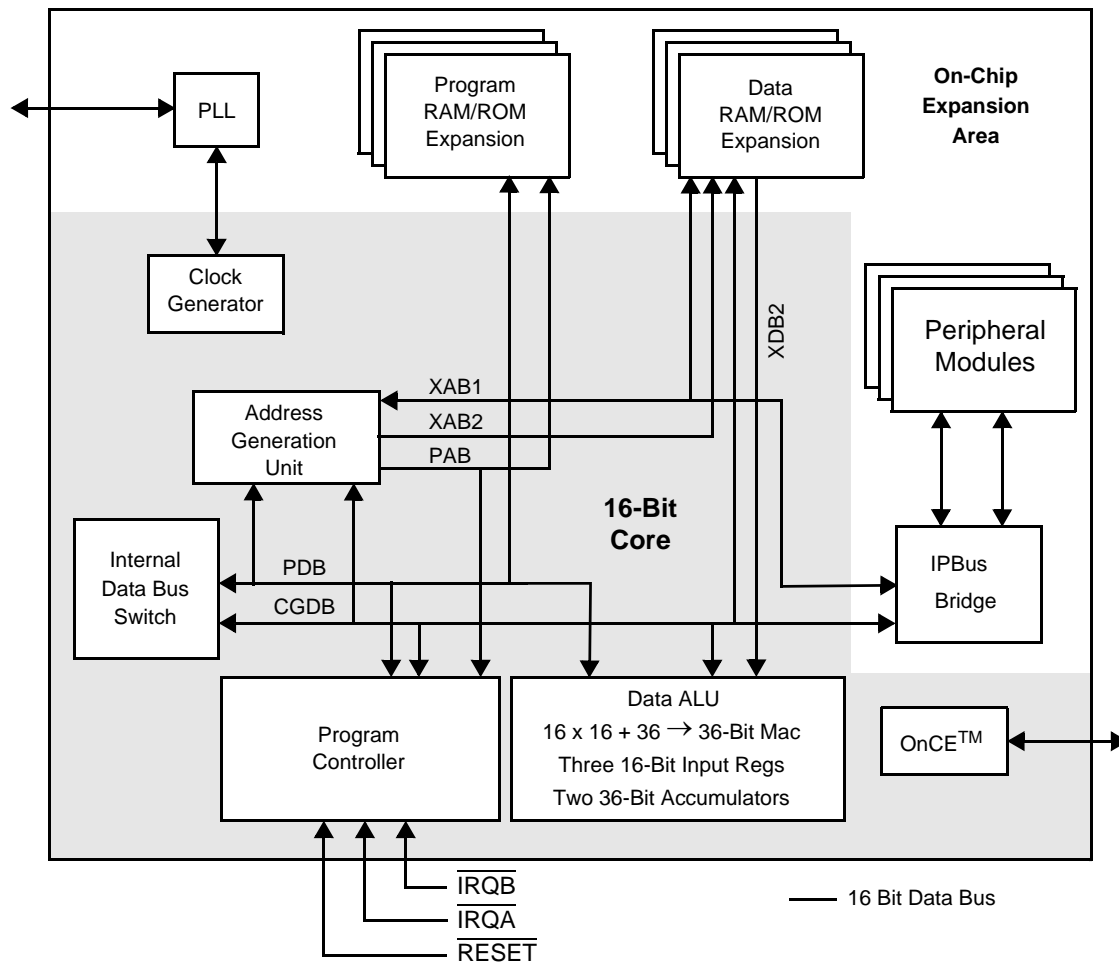 Program
RAM/ROM
Expansion
Data
RAM/ROM
Expansion
On-Chip
Expansion
Area
PLL
Clock
Generator
Peripheral
Modules
XDB2
XAB1
XAB2
PAB
Address
Generation
Unit
16-Bit
Core
Internal
Data Bus
Switch
PDB
CGDB
IPBus
Bridge
Program
Controller
Data ALU
16 x 16 + 36 → 36-Bit Mac
Three 16-Bit Input Regs
Two 36-Bit Accumulators
OnCE™
IRQB
IRQA
RESET
16 Bit Data Bus